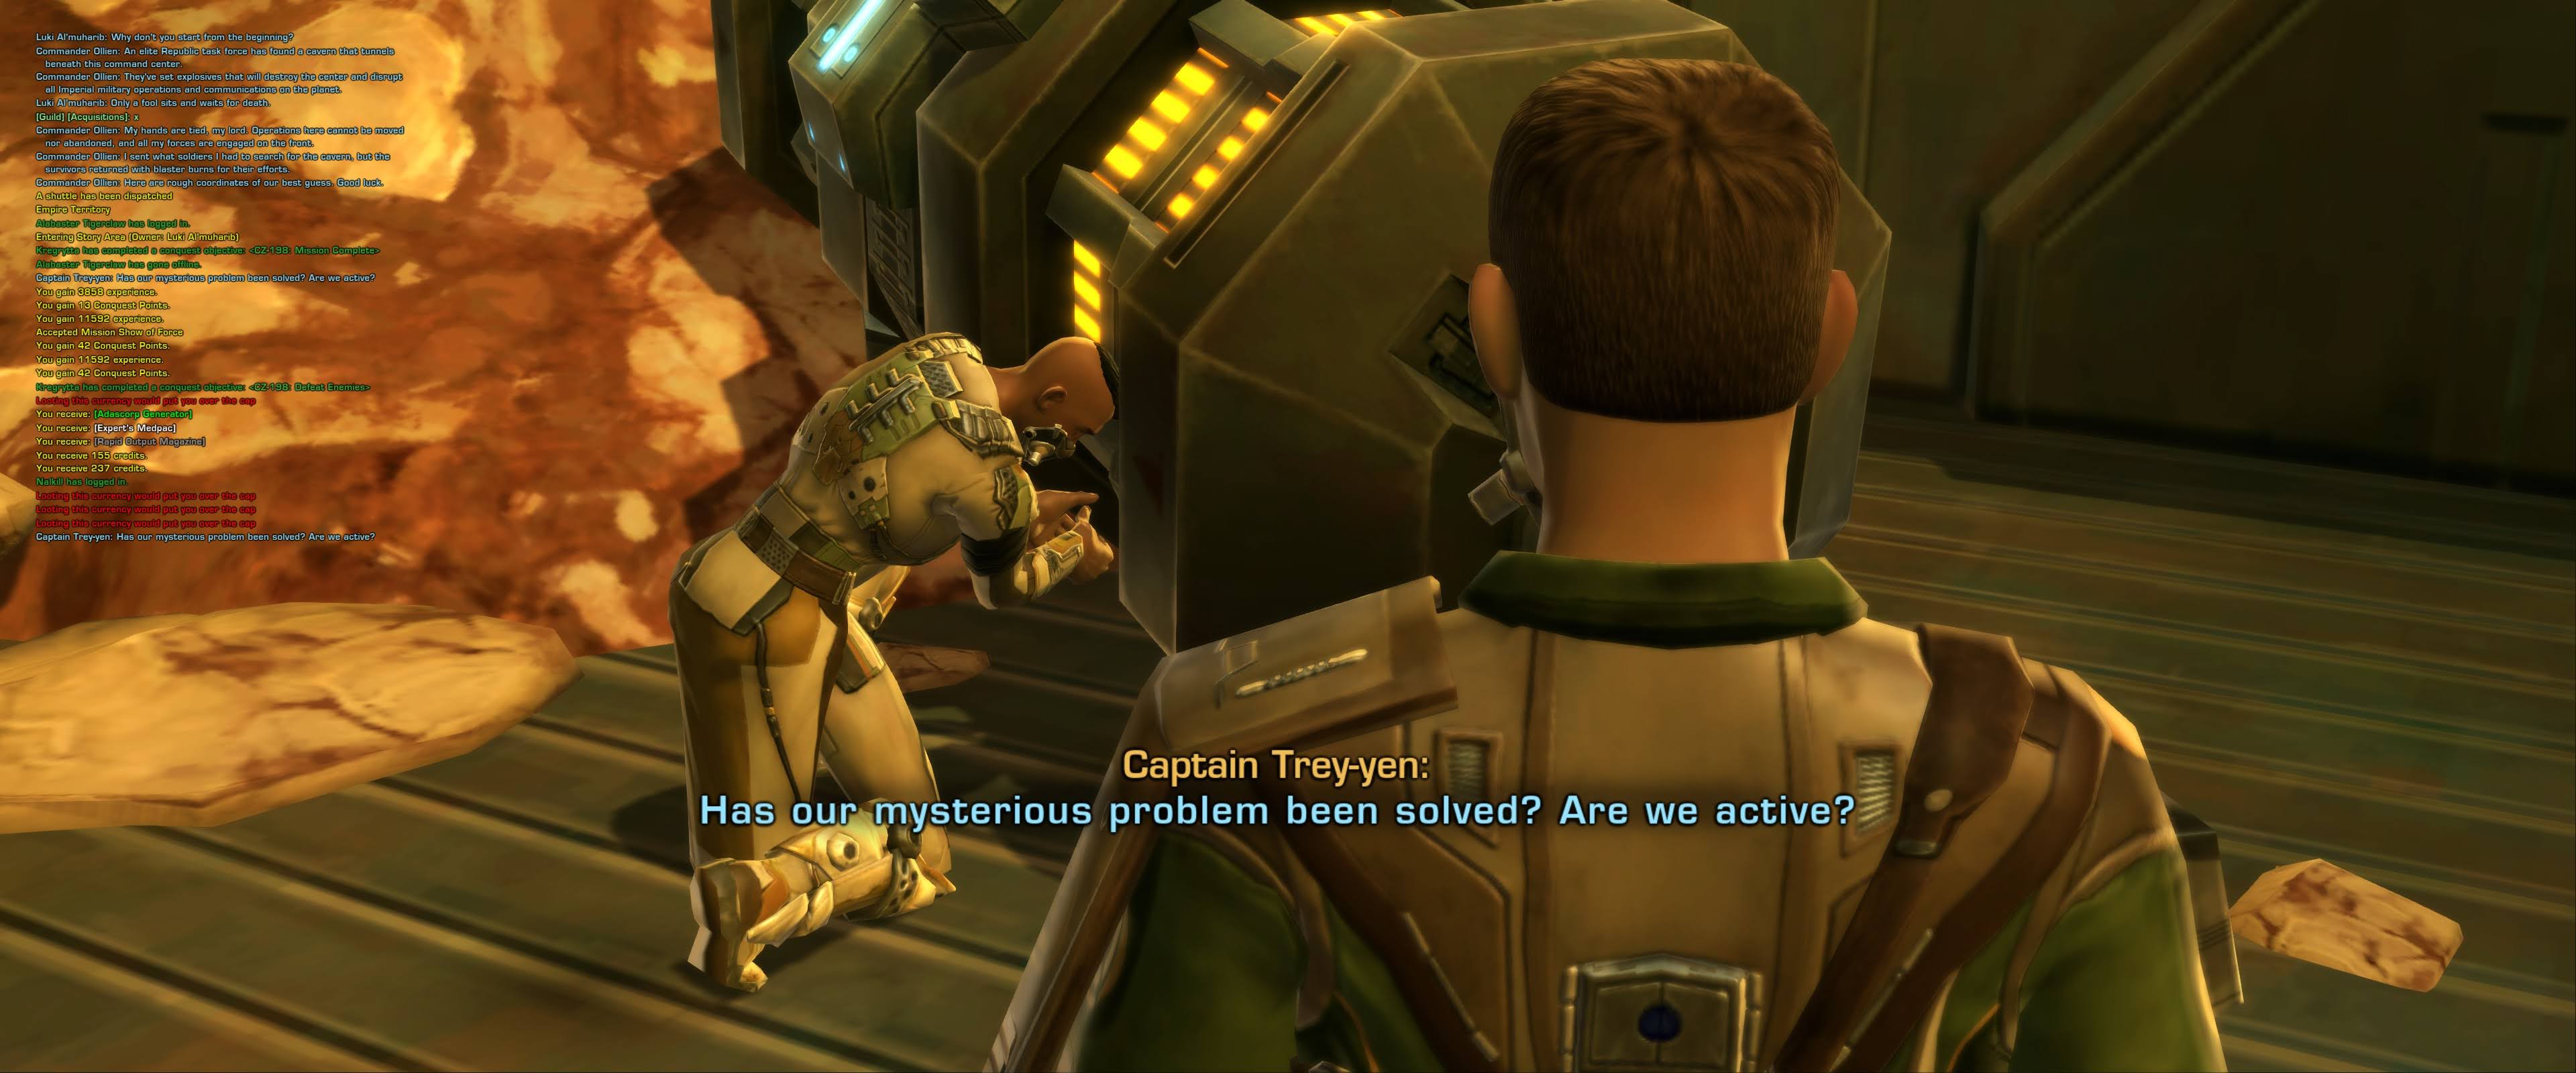 Luki Al'muharib: Why don't you start from the beginning?
Commander Ollien: An elite Republic task force has found a cavern that tunnels
beneath this command center.
Commander Ollien: They've set explosives that will destroy the center and disrupt
all Imperial military operations and communications on the planet.
Luki Al'muharib: Only a fool sits and waits for death.
[Guild] [Acquisitions]: x
Commander Ollien: My hands are tied, my lord. Operations here cannot be moved
nor abandoned, and all my forces are engaged on the front.
Commander Ollien: I sent what soldiers I had to search for the cavern, but the
survivors returned with blaster burns for their efforts.
Commander Ollien: Here are rough coordinates of our best guess. Good luck.
A shuttle has been dispatched
Empire Territory
Alabaster Tigerclaw has logged in.
Entering Story Area (Owner: Luki Al'muharib)
Kregrytta has completed a conquest objective: <CZ-198: Mission Complete>
Alabaster Tigerclaw has gone offline.
Captain Trey-yen: Has our mysterious problem been solved? Are we active?
You gain 3858 experience.
You gain 13 Conquest Points.
You gain 11592 experience.
Accepted Mission Show of Force
You gain 42 Conquest Points.
You gain 11592 experience.
You gain 42 Conquest Points.
Kregrytta has completed a conquest objective: <CZ-198: Defeat Enemies>
Looting this currency would put you over the cap
You receive: [Adascorp Generator]
You receive: [Expert's Medpac]
You receive: [Rapid Output Magazine]
You receive 155 credits.
You receive 237 credits.
Nalkill has logged in.
Looting this currency would put you over the cap
Looting this currency would put you over the cap
Looting this currency would put you over the cap
Captain Trey-yen: Has our mysterious problem been solved? Are we active?
Captain Trey-yen:
Has our mysterious problem been solved? Are we active?